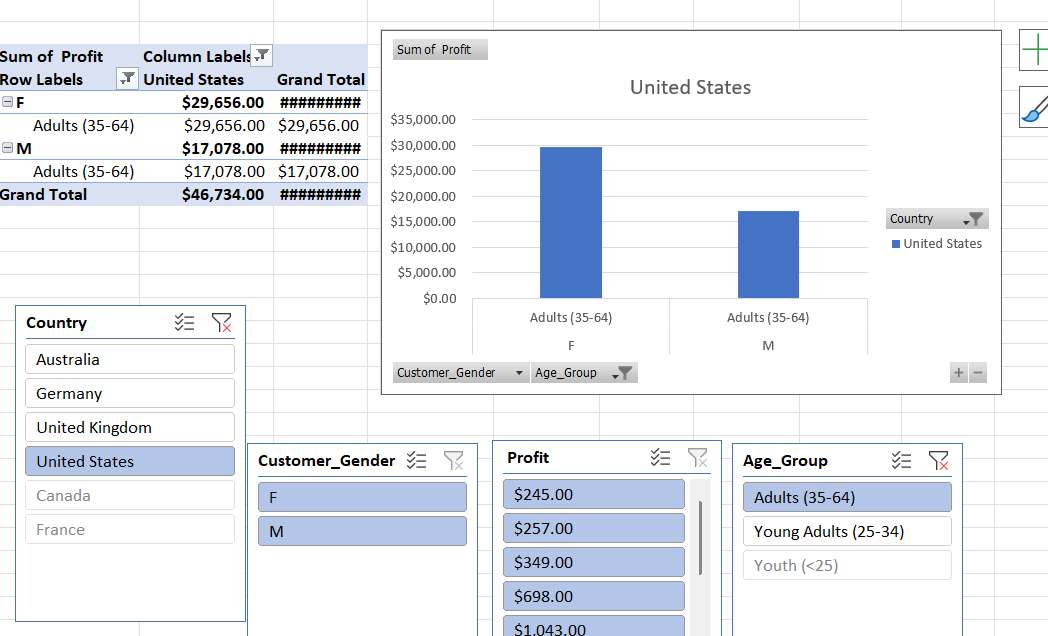 Sum of Profit Column Labels
Row Labels United States Grand Total
F $29,656.00 #########
Adults (35-64) $29,656.00 $29,656.00
M $17,078.00 #########
Adults (35-64) $17,078.00 $17,078.00
Grand Total $46,734.00 #########
Sum of Profit
United States
$35,000.00
$30,000.00
$25,000.00
$20,000.00
$15,000.00
$10,000.00
$5,000.00
$0.00
Adults (35-64) Adults (35-64)
F M
Country
United States
Customer_Gender Age_Group
+ −
Country
Australia
Germany
United Kingdom
United States
Canada
France
Customer_Gender
F
M
Profit
$245.00
$257.00
$349.00
$698.00
$1,043.00
Age_Group
Adults (35-64)
Young Adults (25-34)
Youth (<25)